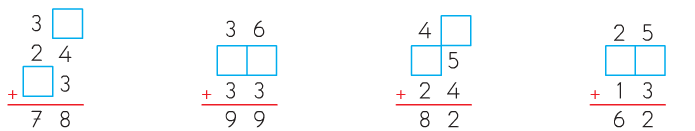 3 □ 3 6 4 □ 2 5
2 4 □ □ □ 5 □ □
+ □ 3 + 3 3 + 2 4 + 1 3
7 8 9 9 8 2 6 2